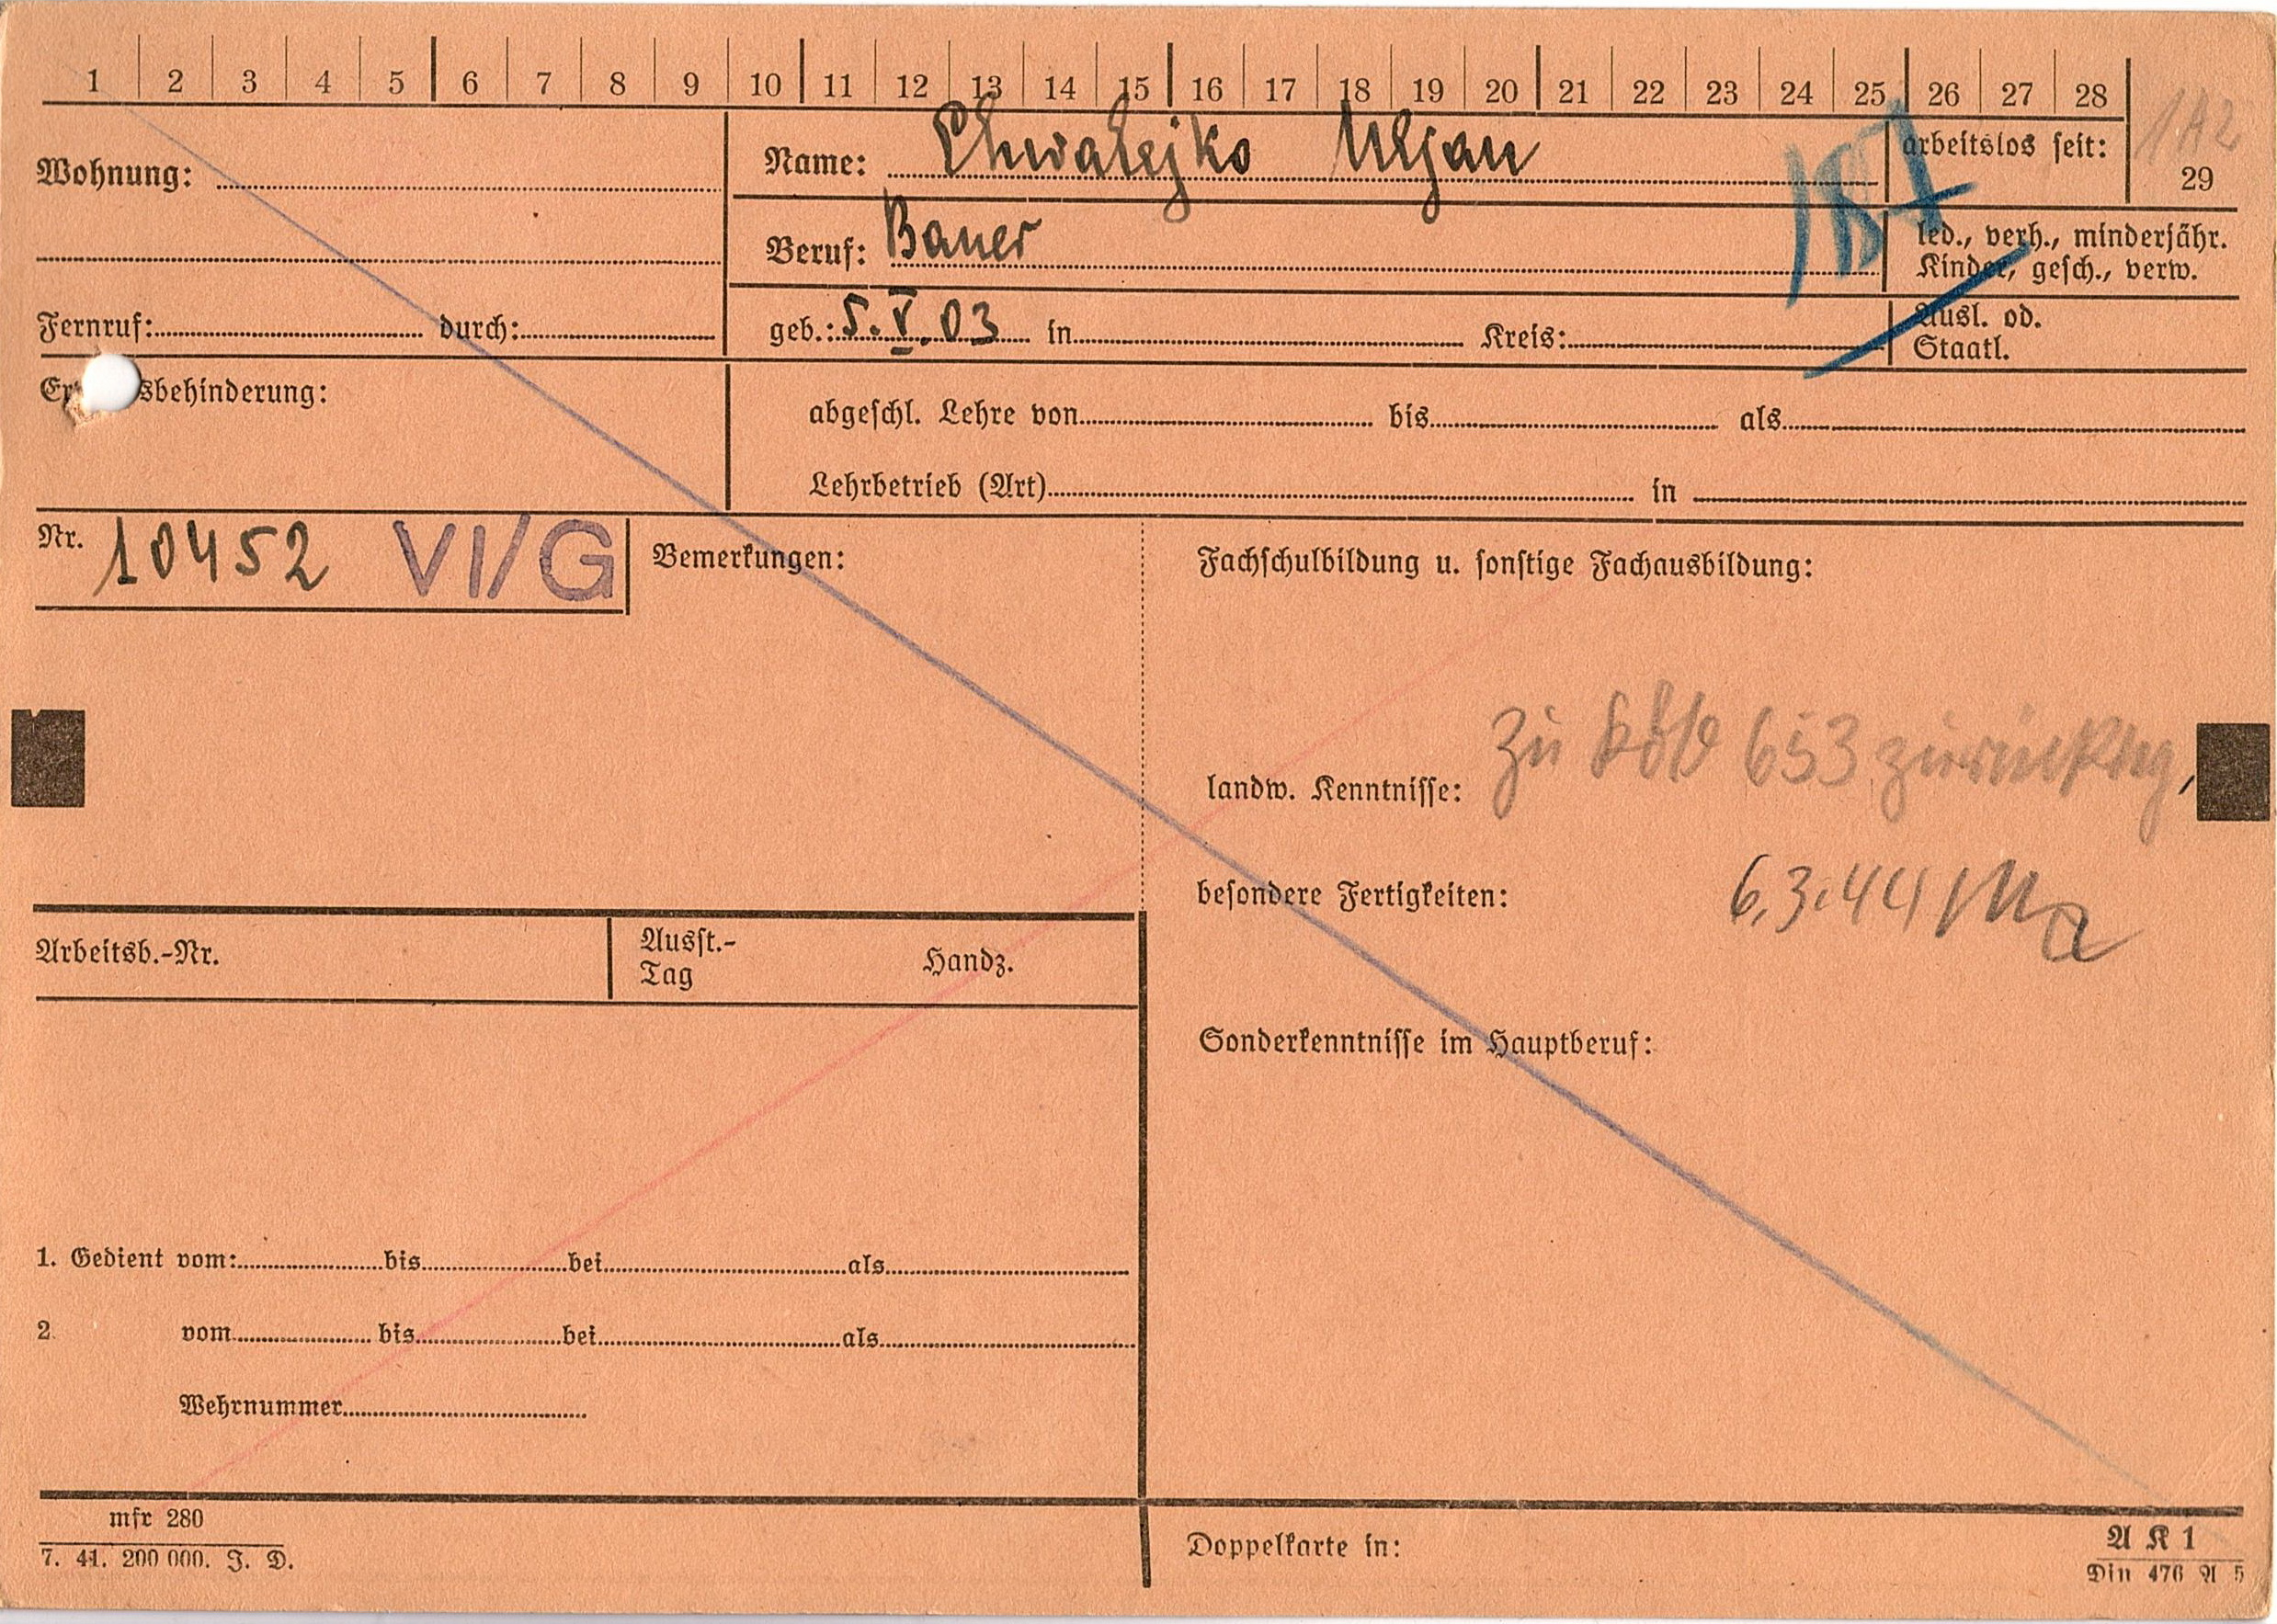 1 2 3 4 5 6 7 8 9 10 11 12 13 14 15 16 17 18 19 20 21 22 23 24 25 26 27 28
1A2
29
Wohnung:
Name: Chwalejko Uljan
187
arbeitslos seit:
Beruf: Bauer
led., verh., minderjähr.
Kinder, gesch., verw.
Fernruf: durch:
geb.: 5.V.03 in Kreis:
Ausl. od.
Staatl.
sbehinderung:
abgeschl. Lehre von bis als
Lehrbetrieb (Art) in
Nr. 10452 VI/G
Bemerkungen:
Fachschulbildung u. sonstige Fachausbildung:
zu 653
landw. Kenntnisse:
besondere Fertigkeiten:
6.3.44
Arbeitsb.-Nr.
Ausst.-
Tag
Handz.
Sonderkenntnisse im Hauptberuf:
1. Gedient vom: bis bei als
2. vom bis bei als
Wehrnummer
mfr 280
7. 41. 200 000. J. D.
Doppelkarte in:
A K 1
Din 476 A 5